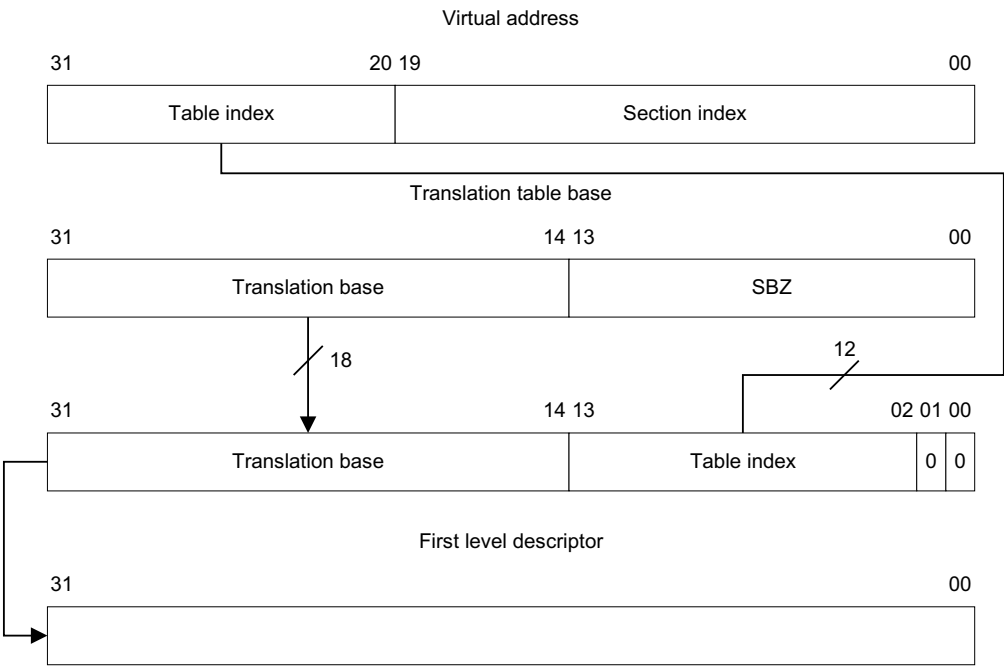 Virtual address
31 20 19 00
Table index Section index
Translation table base
31 14 13 00
Translation base SBZ
18 12
31 14 13 02 01 00
Translation base Table index 0 0
First level descriptor
31 00